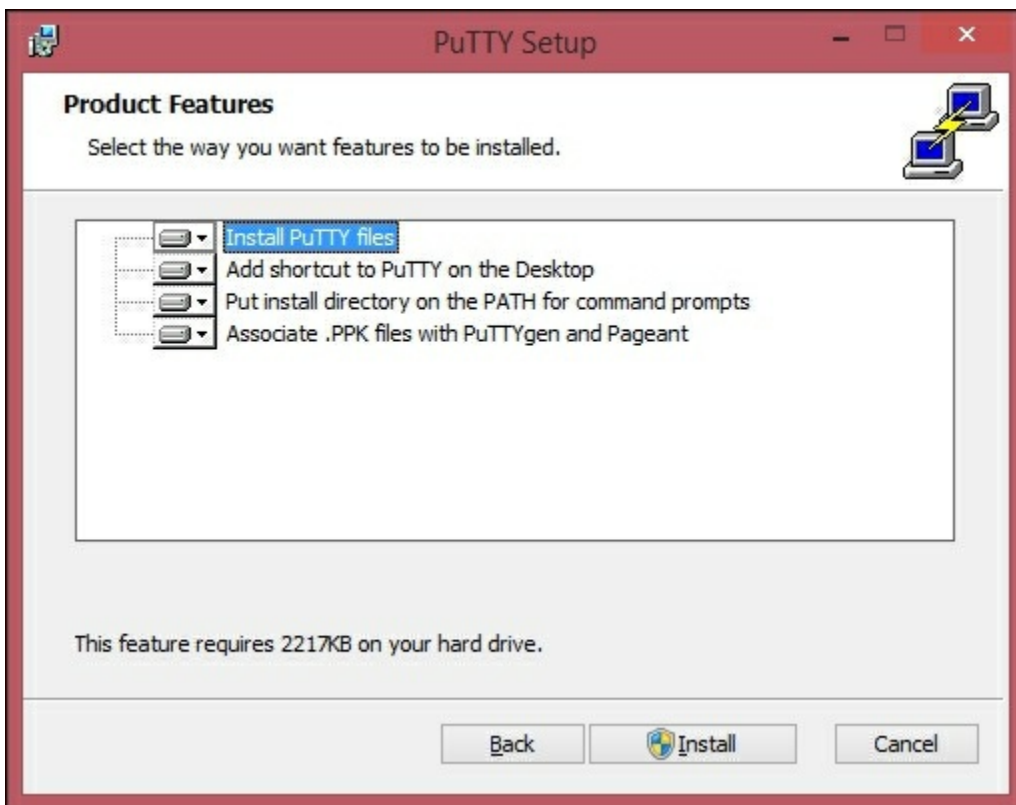 PuTTY Setup
Product Features
Select the way you want features to be installed.
Install PuTTY files
Add shortcut to PuTTY on the Desktop
Put install directory on the PATH for command prompts
Associate .PPK files with PuTTYgen and Pageant
This feature requires 2217KB on your hard drive.
Back
Install
Cancel